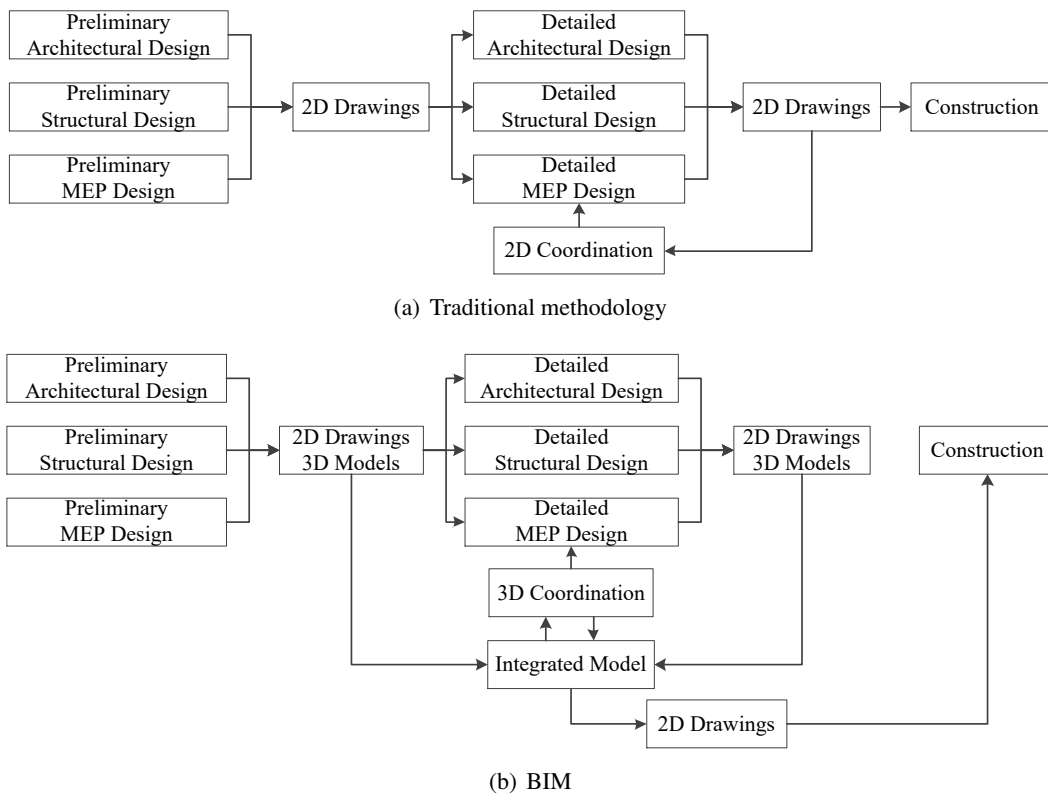 Preliminary
Architectural Design
Preliminary
Structural Design
Preliminary
MEP Design
2D Drawings
Detailed
Architectural Design
Detailed
Structural Design
Detailed
MEP Design
2D Coordination
2D Drawings
Construction
(a) Traditional methodology
Preliminary
Architectural Design
Preliminary
Structural Design
Preliminary
MEP Design
2D Drawings
3D Models
Detailed
Architectural Design
Detailed
Structural Design
Detailed
MEP Design
3D Coordination
Integrated Model
2D Drawings
3D Models
2D Drawings
Construction
(b) BIM